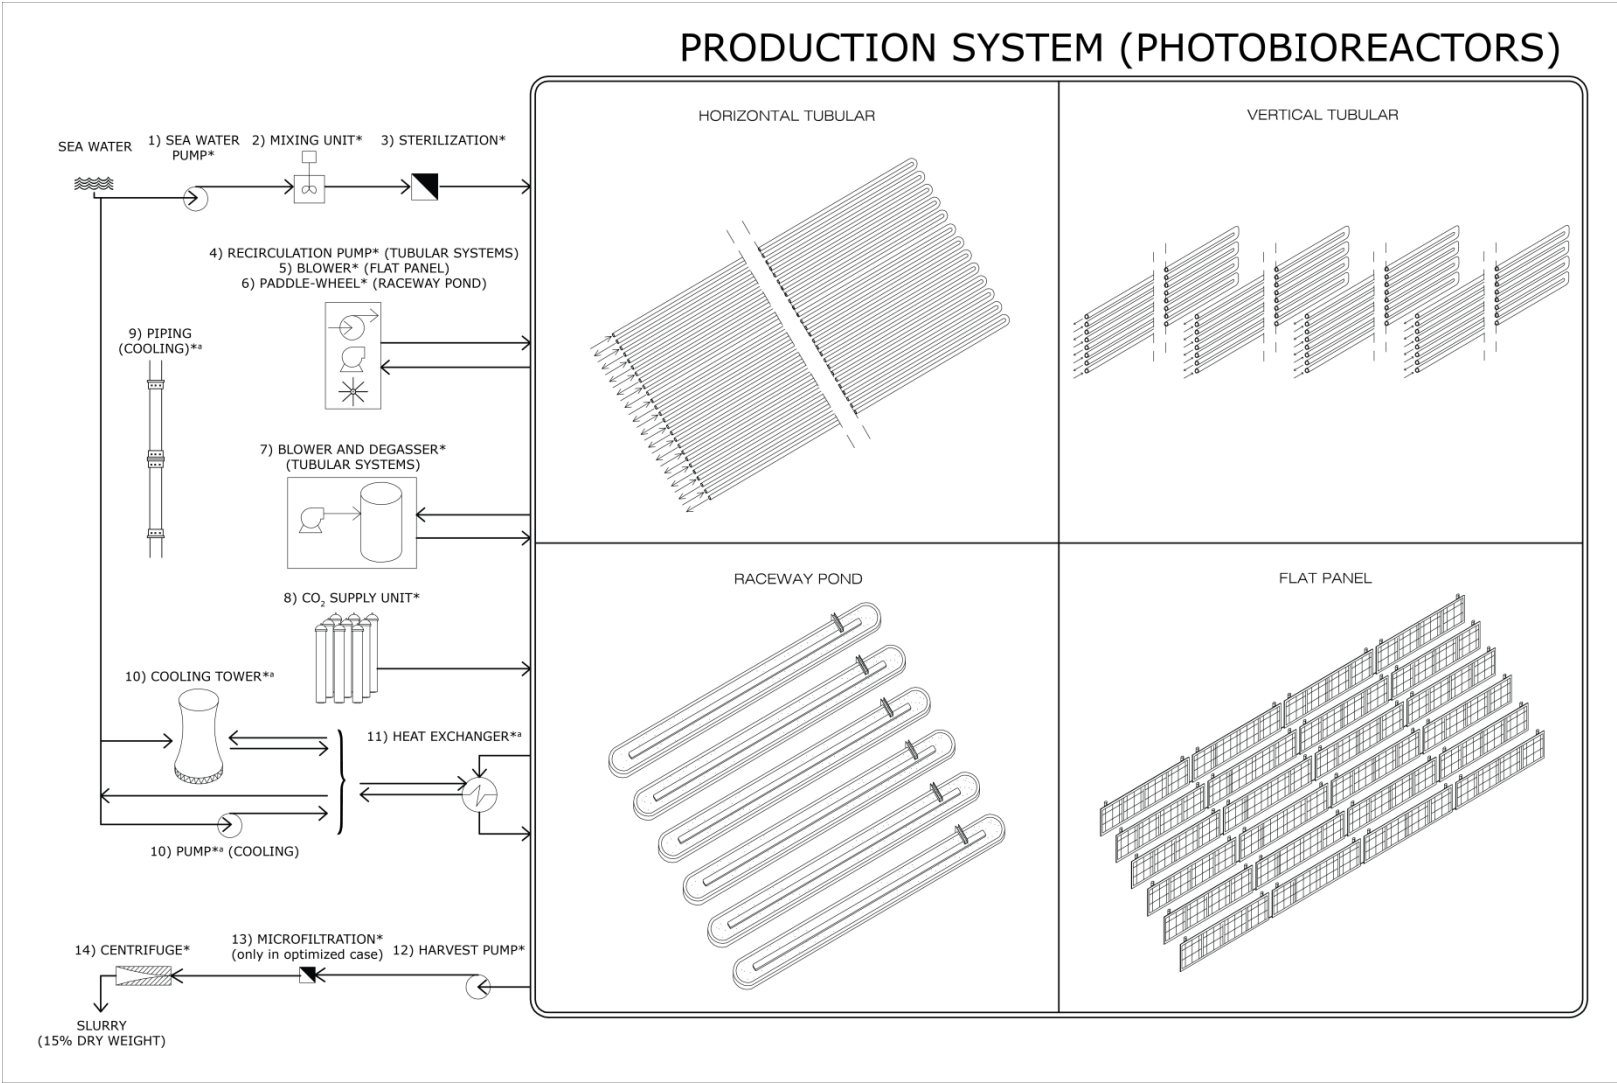 PRODUCTION SYSTEM (PHOTOBIOREACTORS)
HORIZONTAL TUBULAR
VERTICAL TUBULAR
RACEWAY POND
FLAT PANEL
SEA WATER
1) SEA WATER
PUMP*
2) MIXING UNIT*
3) STERILIZATION*
4) RECIRCULATION PUMP* (TUBULAR SYSTEMS)
5) BLOWER* (FLAT PANEL)
6) PADDLE-WHEEL* (RACEWAY POND)
9) PIPING
(COOLING)*ª
7) BLOWER AND DEGASSER*
(TUBULAR SYSTEMS)
8) CO₂ SUPPLY UNIT*
10) COOLING TOWER*ª
11) HEAT EXCHANGER*ª
10) PUMP*ª (COOLING)
14) CENTRIFUGE*
13) MICROFILTRATION*
(only in optimized case)
12) HARVEST PUMP*
SLURRY
(15% DRY WEIGHT)